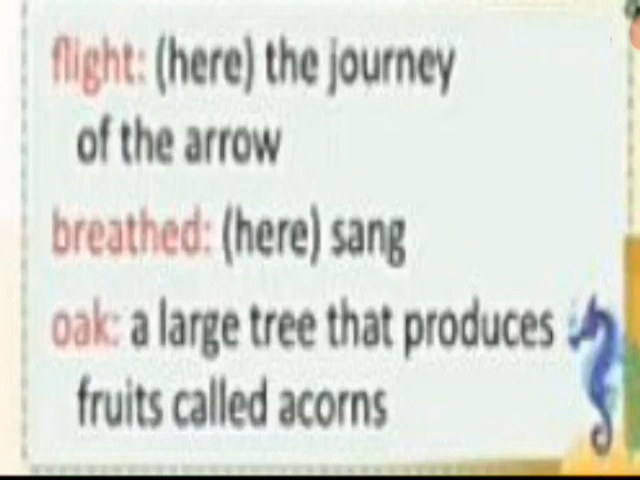 flight: (here) the journey
of the arrow
breathed: (here) sang
oak: a large tree that produces
fruits called acorns